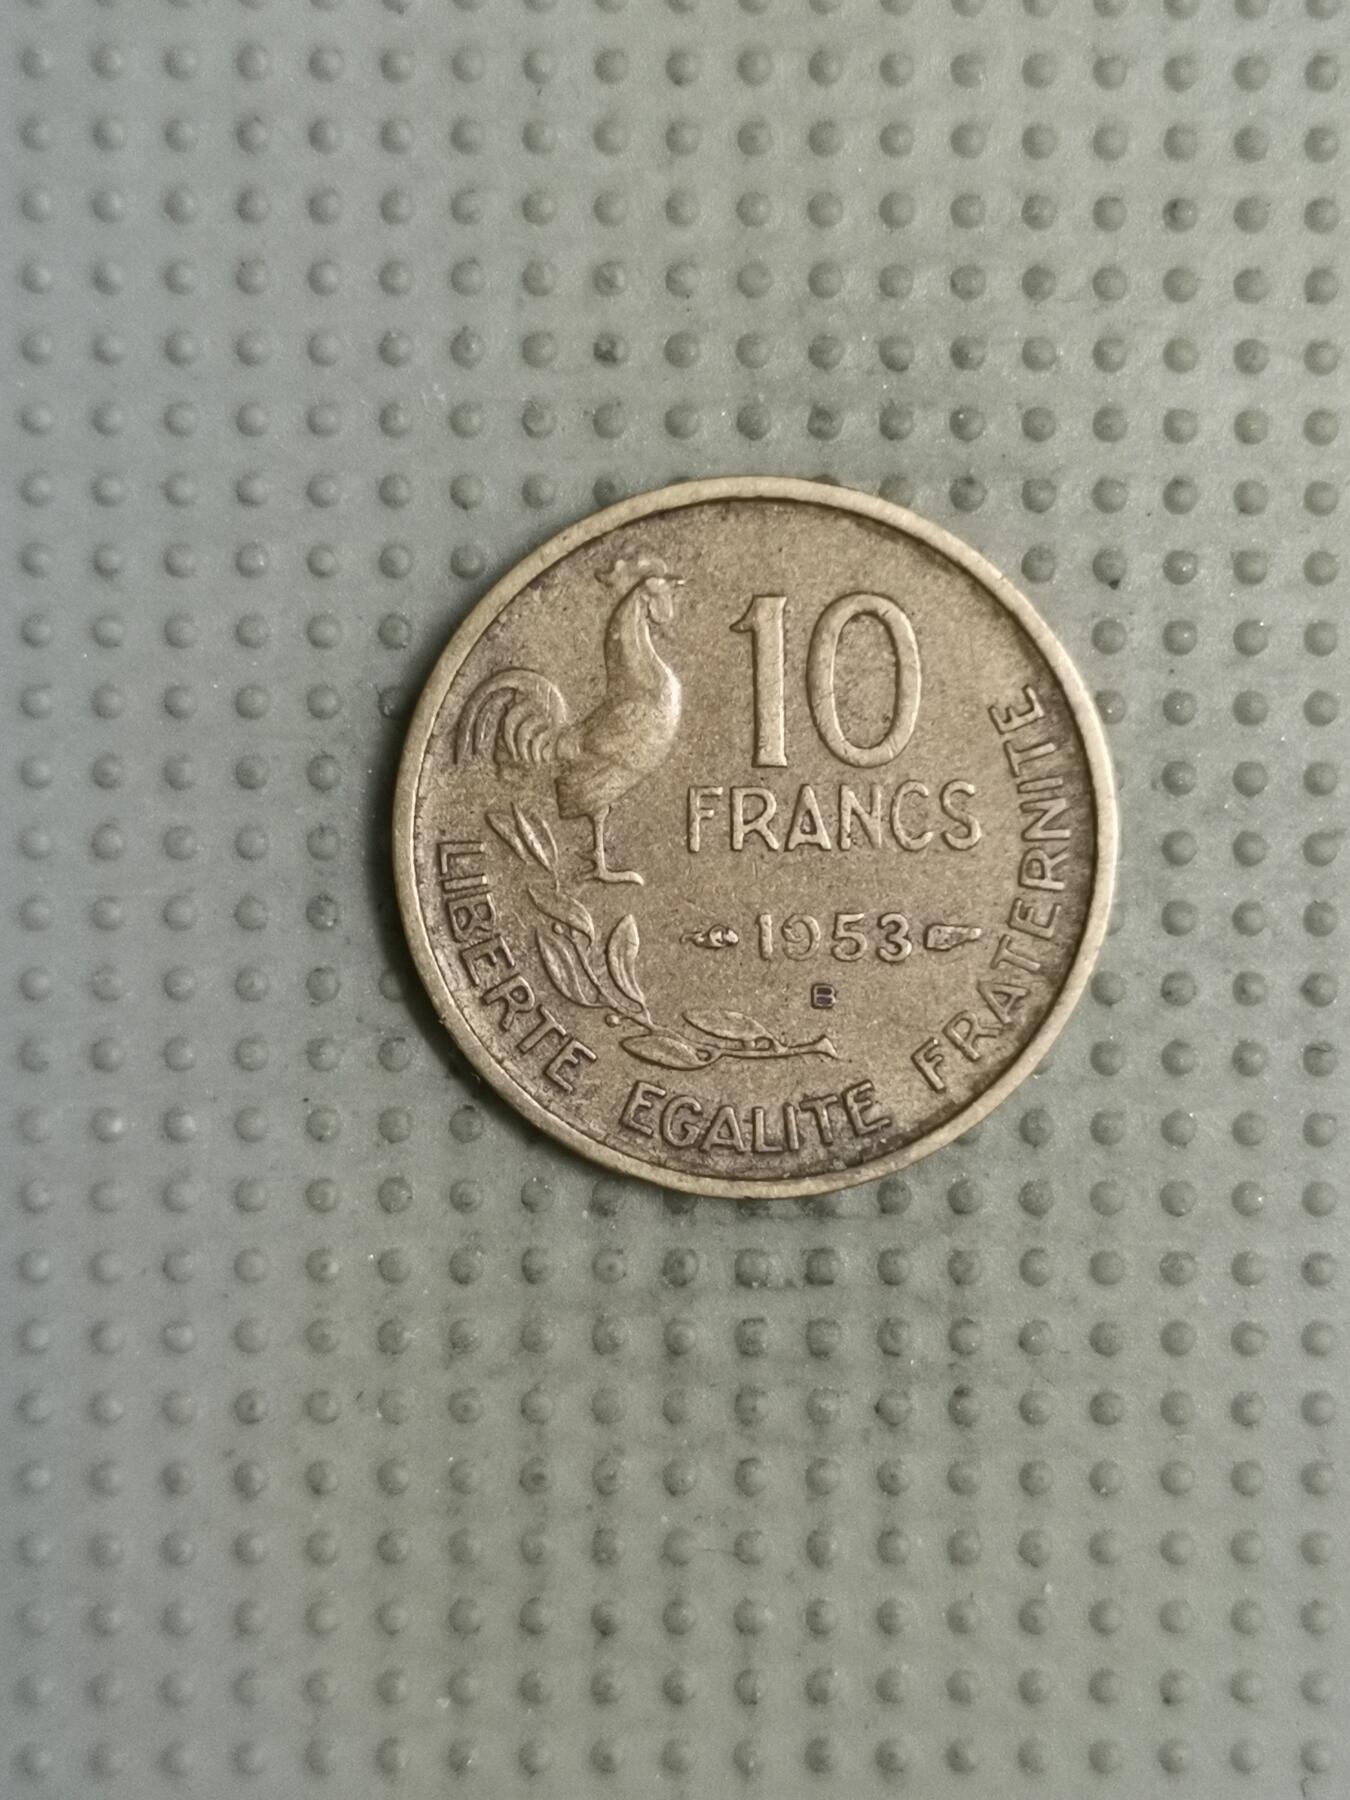 10
FRANCS
1953
B
LIBERTE EGALITE FRATERNITE